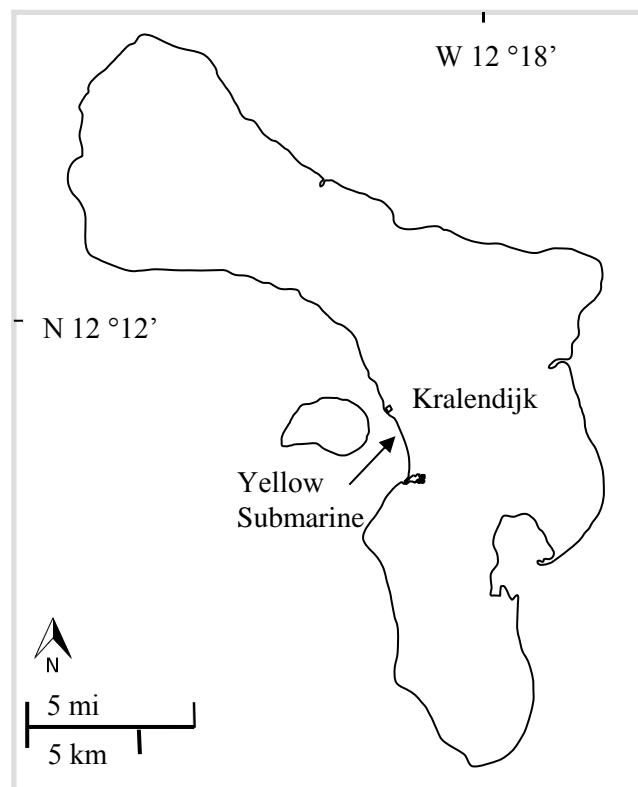 W 12 °18’
N 12 °12’
Kralendijk
Yellow
Submarine
N
5 mi
5 km